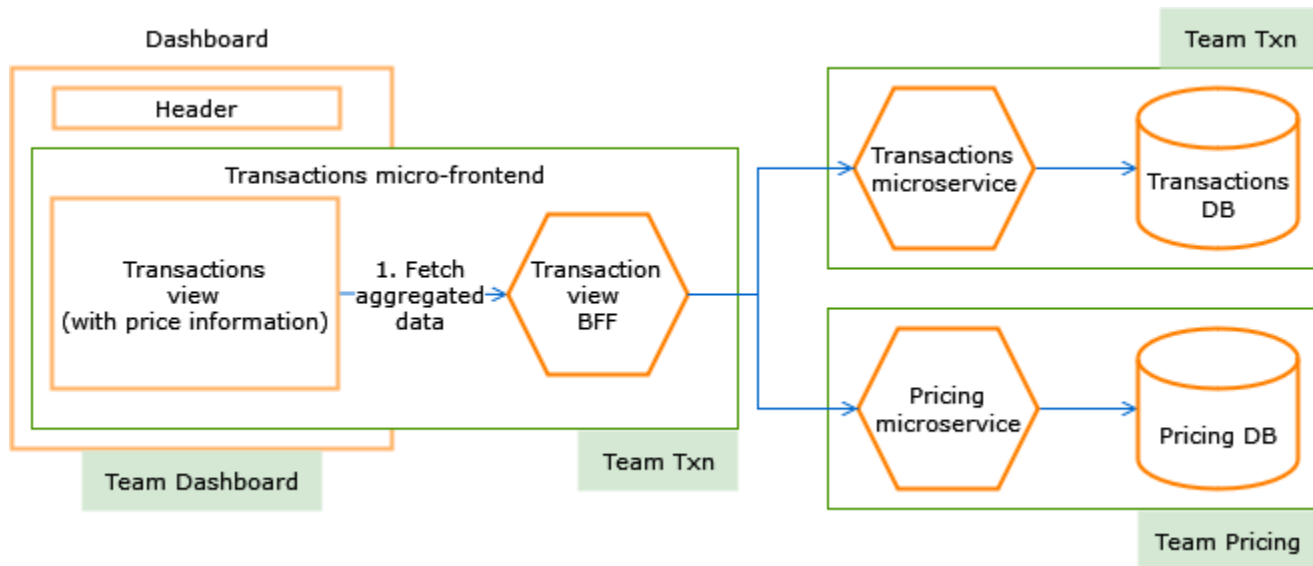 Dashboard
Team Txn
Header
Transactions micro-frontend
Transactions
view
(with price information)
1. Fetch
aggregated
data
Transaction
view
BFF
Transactions
microservice
Transactions
DB
Pricing
microservice
Pricing DB
Team Dashboard
Team Txn
Team Pricing